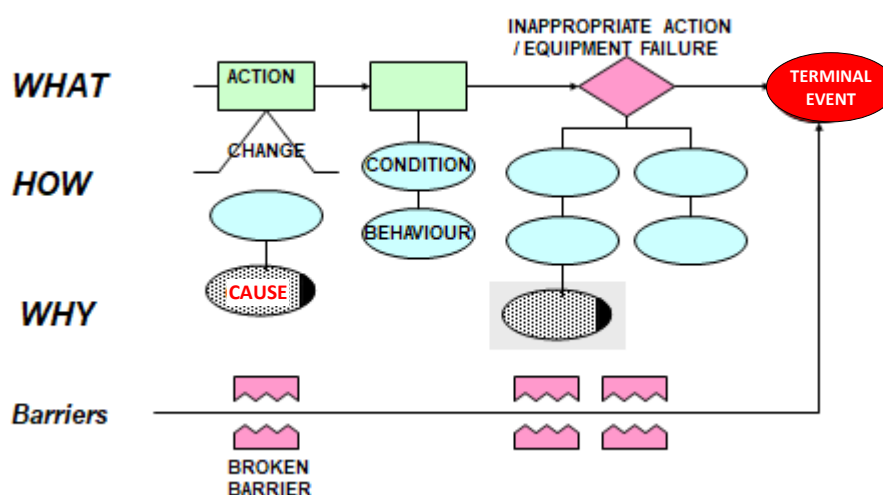 INAPPROPRIATE ACTION
/ EQUIPMENT FAILURE
WHAT
ACTION
TERMINAL
EVENT
CHANGE
CONDITION
HOW
BEHAVIOUR
CAUSE
WHY
Barriers
BROKEN
BARRIER